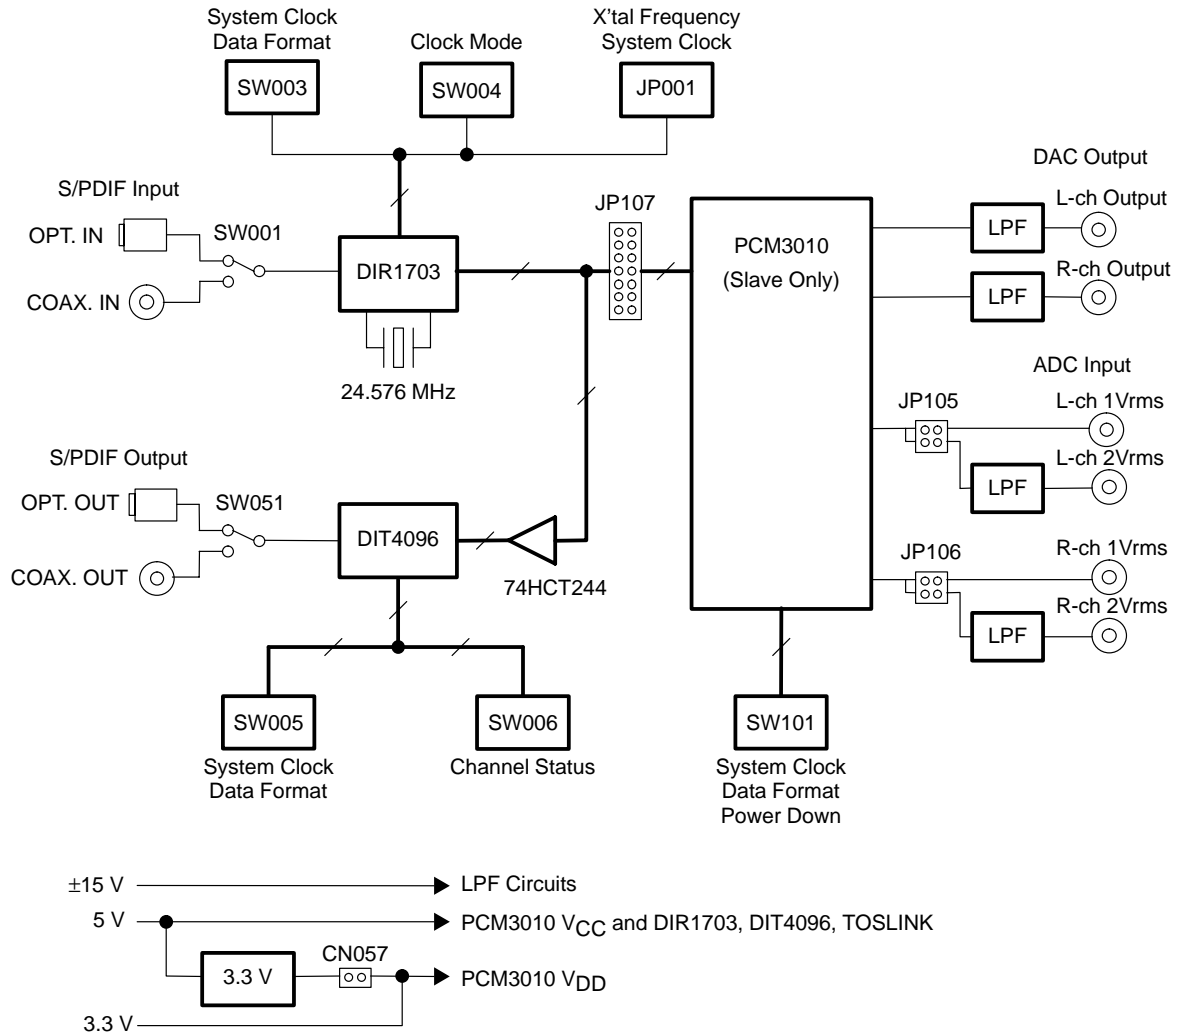 System Clock
Data Format
SW003
Clock Mode
SW004
X'tal Frequency
System Clock
JP001
S/PDIF Input
OPT. IN
COAX. IN
SW001
DIR1703
24.576 MHz
JP107
PCM3010
(Slave Only)
DAC Output
L-ch Output
LPF
R-ch Output
LPF
ADC Input
JP105
L-ch 1Vrms
L-ch 2Vrms
LPF
JP106
R-ch 1Vrms
R-ch 2Vrms
LPF
S/PDIF Output
OPT. OUT
COAX. OUT
SW051
DIT4096
74HCT244
SW005
System Clock
Data Format
SW006
Channel Status
SW101
System Clock
Data Format
Power Down
±15 V
LPF Circuits
5 V
PCM3010 VCC and DIR1703, DIT4096, TOSLINK
3.3 V
CN057
PCM3010 VDD
3.3 V